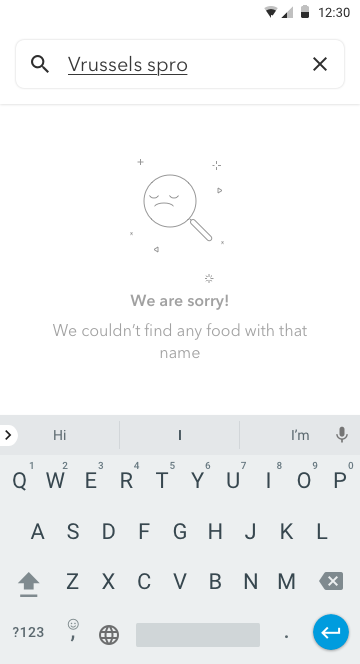 12:30
Vrussels spro
We are sorry!
We couldn't find any food with that
name
Hi I I'm
1 2 3 4 5 6 7 8 9 0
Q W E R T Y U I O P
A S D F G H J K L
Z X C V B N M
?123 , .